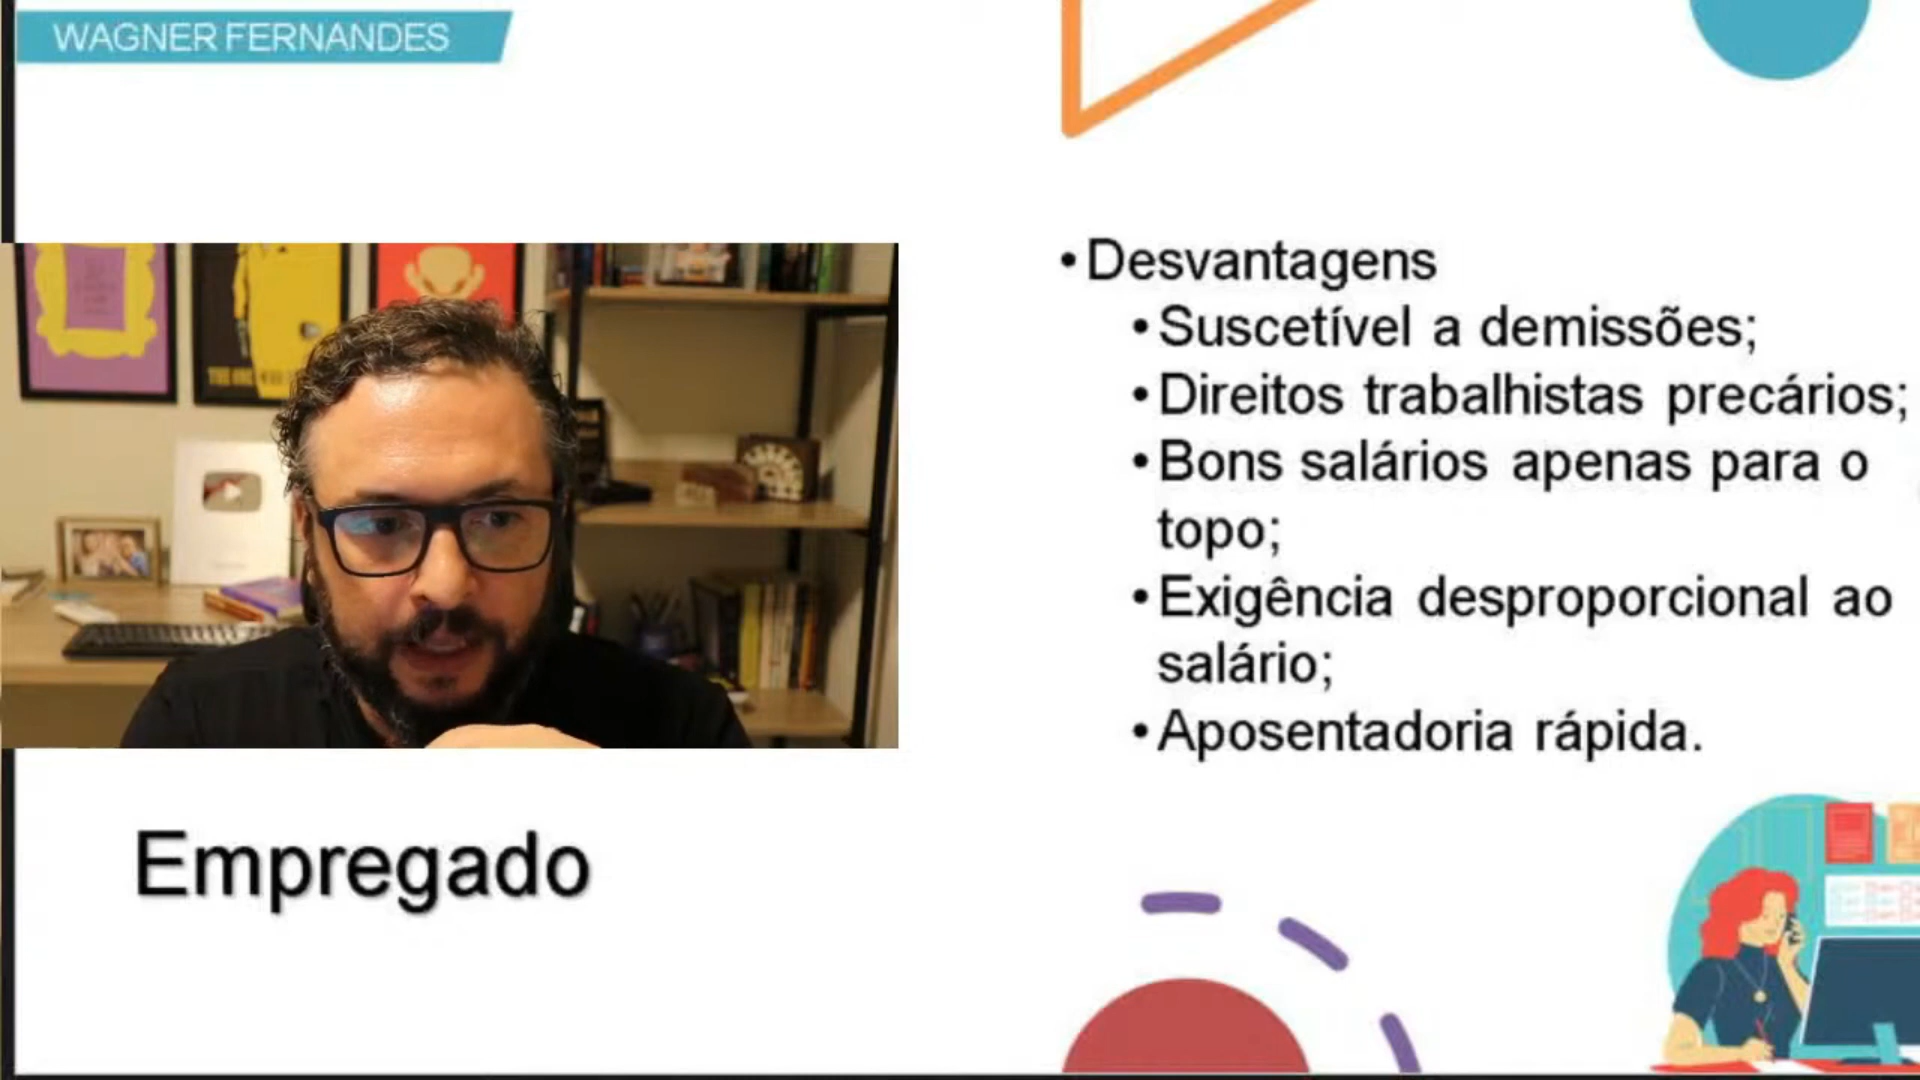 WAGNER FERNANDES
• Desvantagens
• Suscetível a demissões;
• Direitos trabalhistas precários;
• Bons salários apenas para o
topo;
• Exigência desproporcional ao
salário;
• Aposentadoria rápida.
Empregado